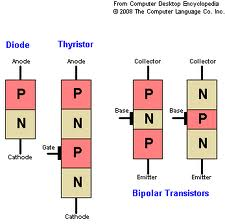 From Computer Desktop Encyclopedia
© 2008 The Computer Language Co. Inc.
Diode
Thyristor
Anode
Anode
Collector
Collector
P
N
Cathode
P
N
Gate
P
N
Cathode
Base
P
N
P
Emitter
Base
N
P
N
Emitter
Bipolar Transistors